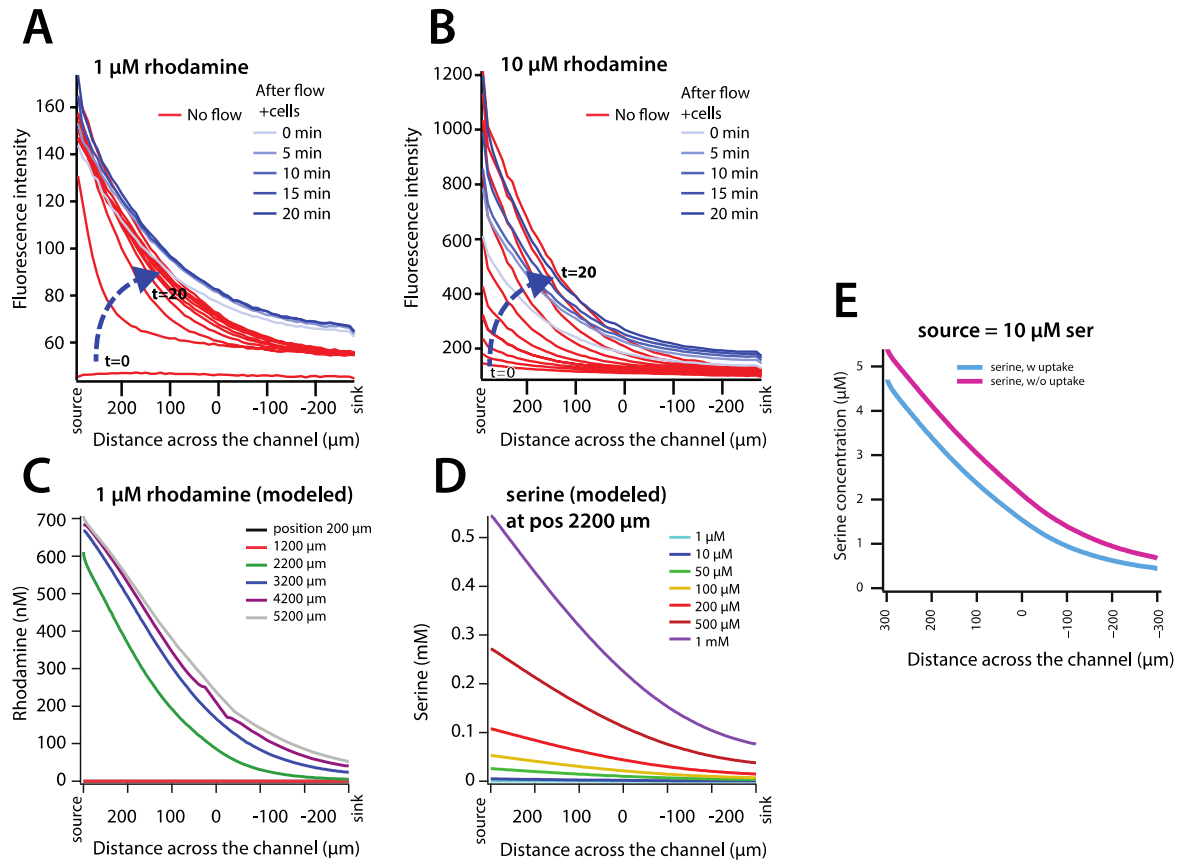 A
1 µM rhodamine
After flow
+cells
No flow
0 min
5 min
10 min
15 min
20 min
160
140
120
100
80
60
Fluorescence intensity
t=20
t=0
source
200
100
0
-100
-200
sink
Distance across the channel (µm)
B
10 µM rhodamine
After flow
+cells
No flow
0 min
5 min
10 min
15 min
20 min
1200
1000
800
600
400
200
Fluorescence intensity
t=20
t=0
source
200
100
0
-100
-200
sink
Distance across the channel (µm)
C
1 µM rhodamine (modeled)
position 200 µm
1200 µm
2200 µm
3200 µm
4200 µm
5200 µm
700
600
500
400
300
200
100
0
Rhodamine (nM)
source
200
100
0
-100
-200
sink
Distance across the channel (µm)
D
serine (modeled)
at pos 2200 µm
1 µM
10 µM
50 µM
100 µM
200 µM
500 µM
1 mM
0.5
0.4
0.3
0.2
0.1
0
Serine (mM)
source
200
100
0
-100
-200
sink
Distance across the channel (µm)
E
source = 10 µM ser
serine, w uptake
serine, w/o uptake
5
4
3
2
1
0
Serine concentration (µM)
300
200
100
0
−100
−200
−300
Distance across the channel (µm)